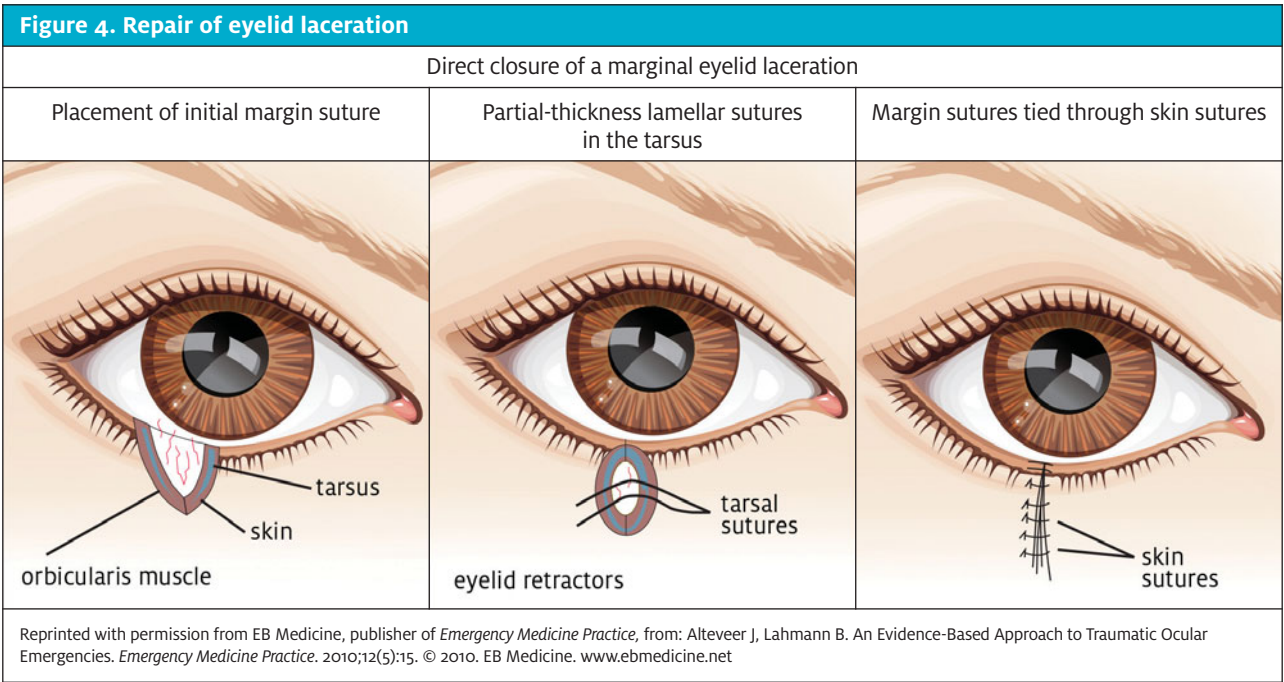 Figure 4. Repair of eyelid laceration
Direct closure of a marginal eyelid laceration
Placement of initial margin suture
Partial-thickness lamellar sutures
in the tarsus
Margin sutures tied through skin sutures
tarsus
skin
orbicularis muscle
tarsal
sutures
eyelid retractors
skin
sutures
Reprinted with permission from EB Medicine, publisher of Emergency Medicine Practice, from: Alteveer J, Lahmann B. An Evidence-Based Approach to Traumatic Ocular
Emergencies. Emergency Medicine Practice. 2010;12(5):15. © 2010. EB Medicine. www.ebmedicine.net